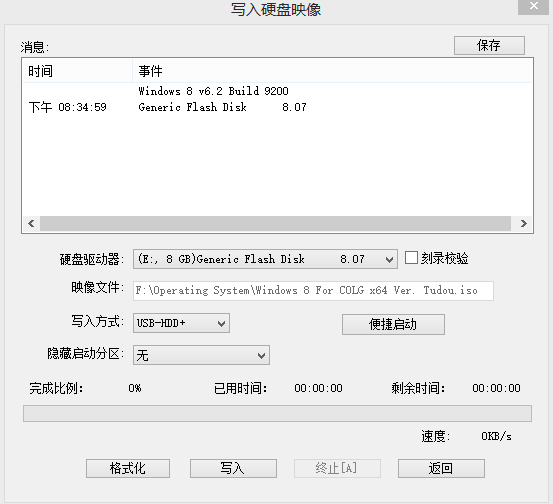 写入硬盘映像
消息:
保存
时间 事件
Windows 8 v6.2 Build 9200
下午 08:34:59 Generic Flash Disk 8.07
硬盘驱动器: (E:, 8 GB)Generic Flash Disk 8.07 刻录校验
映像文件: F:\Operating System\Windows 8 For COLG x64 Ver. Tudou.iso
写入方式: USB-HDD+ 便捷启动
隐藏启动分区: 无
完成比例: 0% 已用时间: 00:00:00 剩余时间: 00:00:00
速度: 0KB/s
格式化 写入 终止[A] 返回